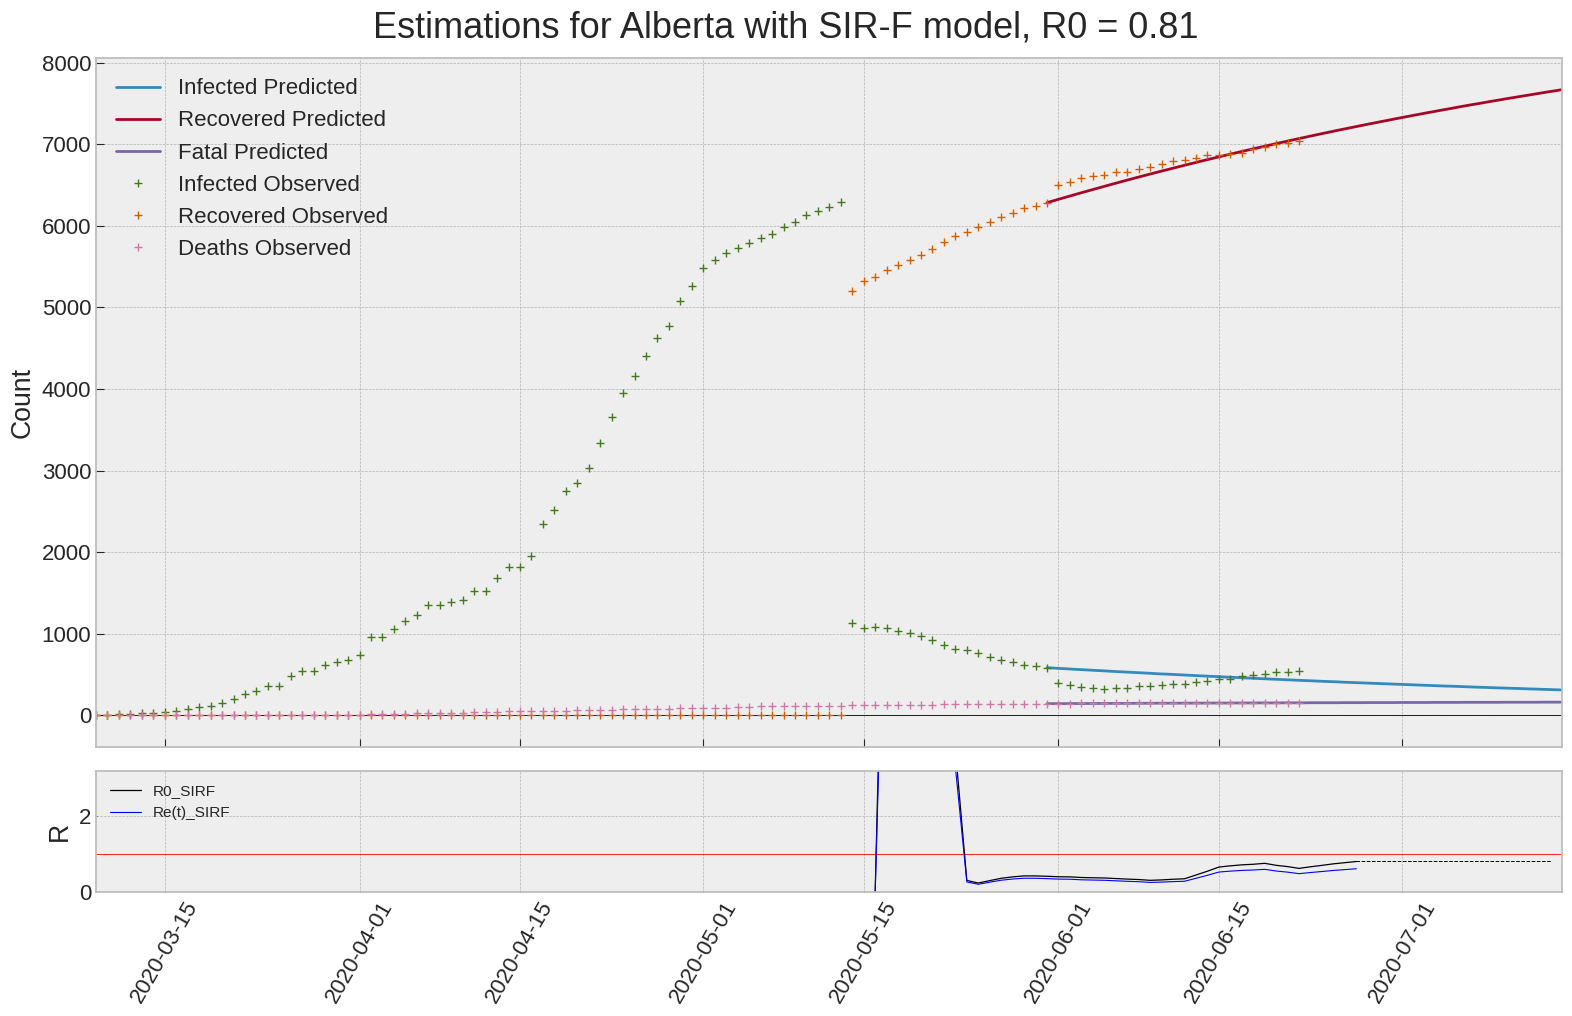 Estimations for Alberta with SIR-F model, R0 = 0.81
8000
7000
6000
5000
4000
3000
2000
1000
0
Count
Infected Predicted
Recovered Predicted
Fatal Predicted
Infected Observed
Recovered Observed
Deaths Observed
R0_SIRF
Re(t)_SIRF
2
0
R
2020-03-15
2020-04-01
2020-04-15
2020-05-01
2020-05-15
2020-06-01
2020-06-15
2020-07-01